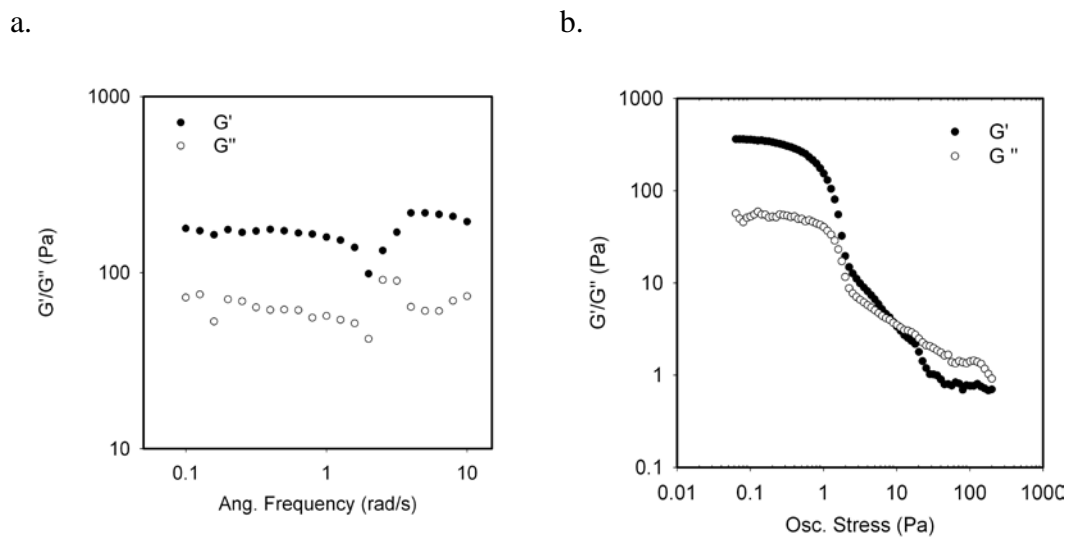 a.
b.
1000
G'
G"
100
10
0.1
1
10
G'/G" (Pa)
Ang. Frequency (rad/s)
1000
G'
G "
100
10
1
0.1
0.01
0.1
1
10
100
1000
G'/G" (Pa)
Osc. Stress (Pa)